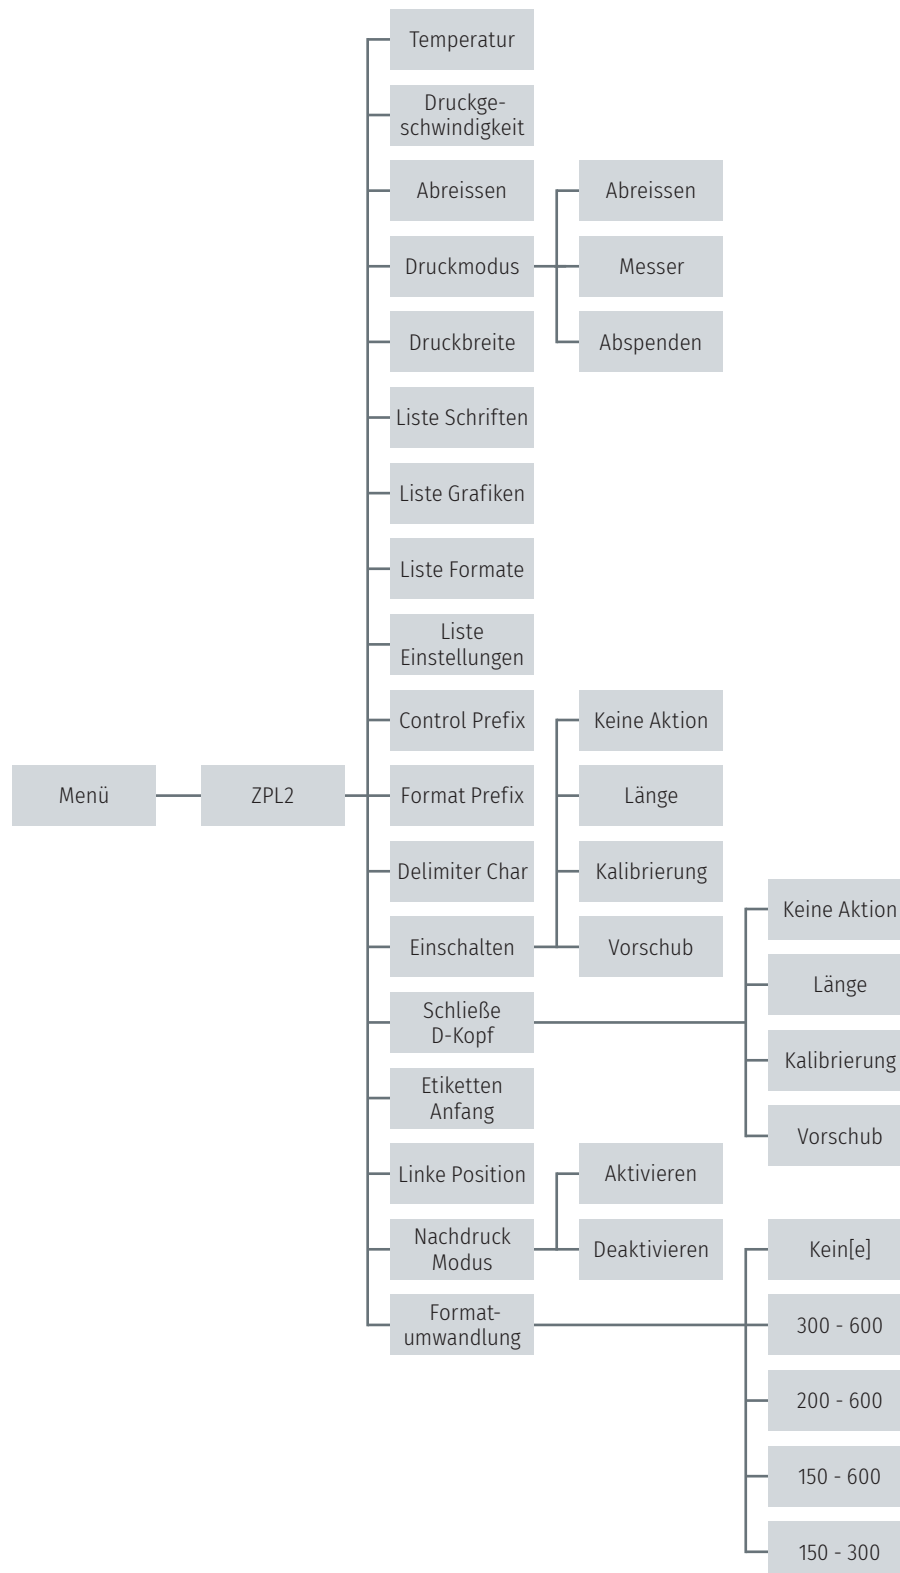 Temperatur
Druckge-
schwindigkeit
Abreissen
Abreissen
Druckmodus
Messer
Druckbreite
Abspenden
Liste Schriften
Liste Grafiken
Liste Formate
Liste
Einstellungen
Control Prefix
Keine Aktion
Menü
ZPL2
Format Prefix
Länge
Delimiter Char
Kalibrierung
Keine Aktion
Einschalten
Vorschub
Länge
Schließe
D-Kopf
Kalibrierung
Etiketten
Anfang
Vorschub
Linke Position
Aktivieren
Nachdruck
Modus
Deaktivieren
Kein[e]
Format-
umwandlung
300 - 600
200 - 600
150 - 600
150 - 300